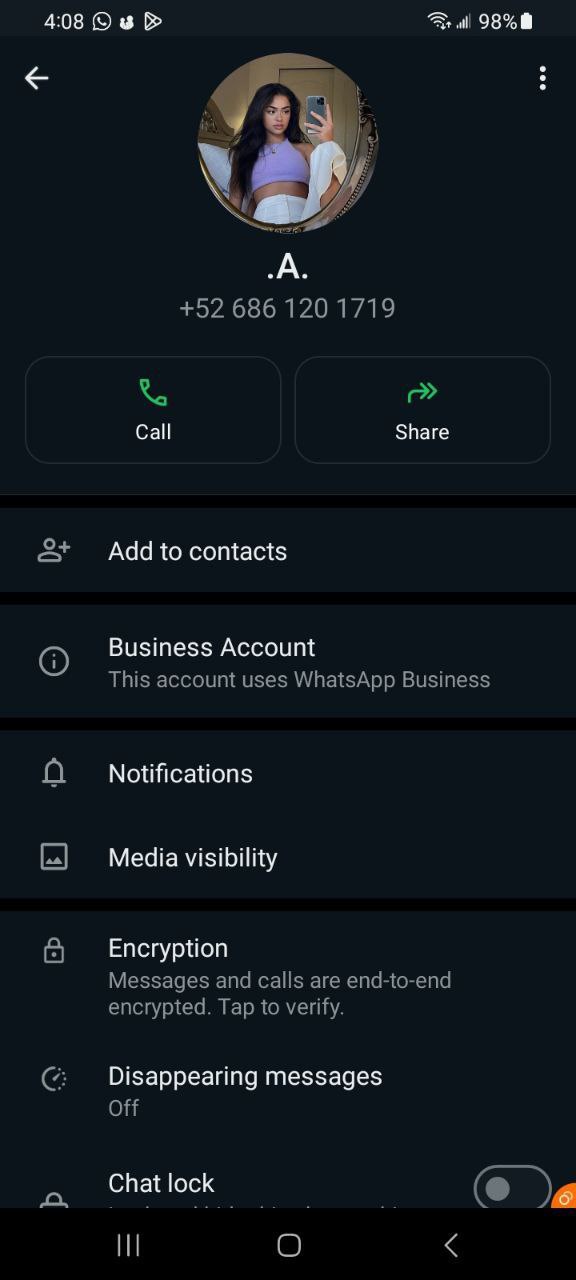 4:08
98%
.A.
+52 686 120 1719
Call
Share
Add to contacts
Business Account
This account uses WhatsApp Business
Notifications
Media visibility
Encryption
Messages and calls are end-to-end
encrypted. Tap to verify.
Disappearing messages
Off
Chat lock